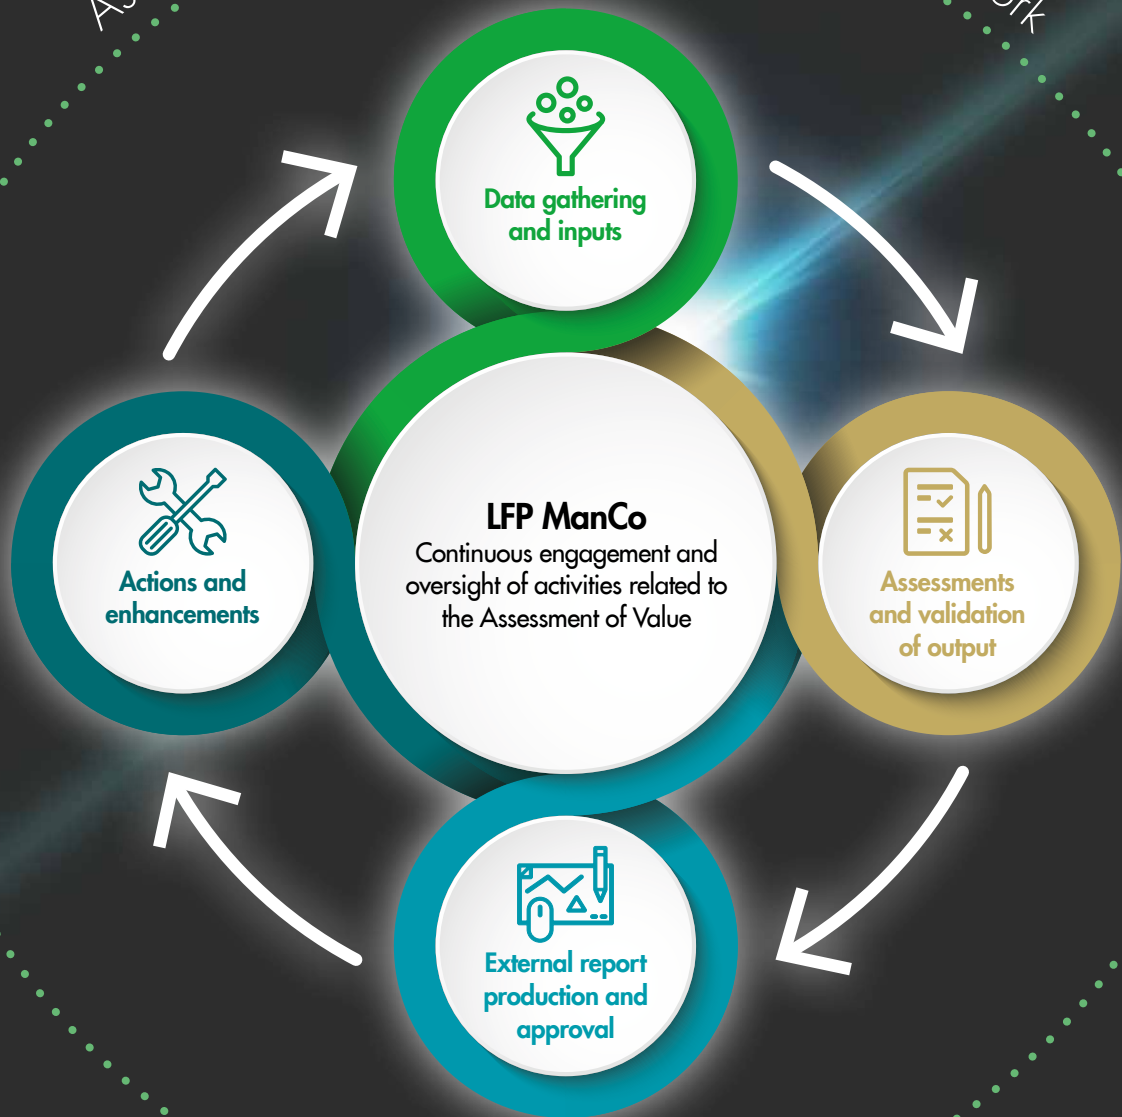 Data gathering
and inputs
LFP ManCo
Continuous engagement and
oversight of activities related to
the Assessment of Value
Actions and
enhancements
Assessments
and validation
of output
External report
production and
approval